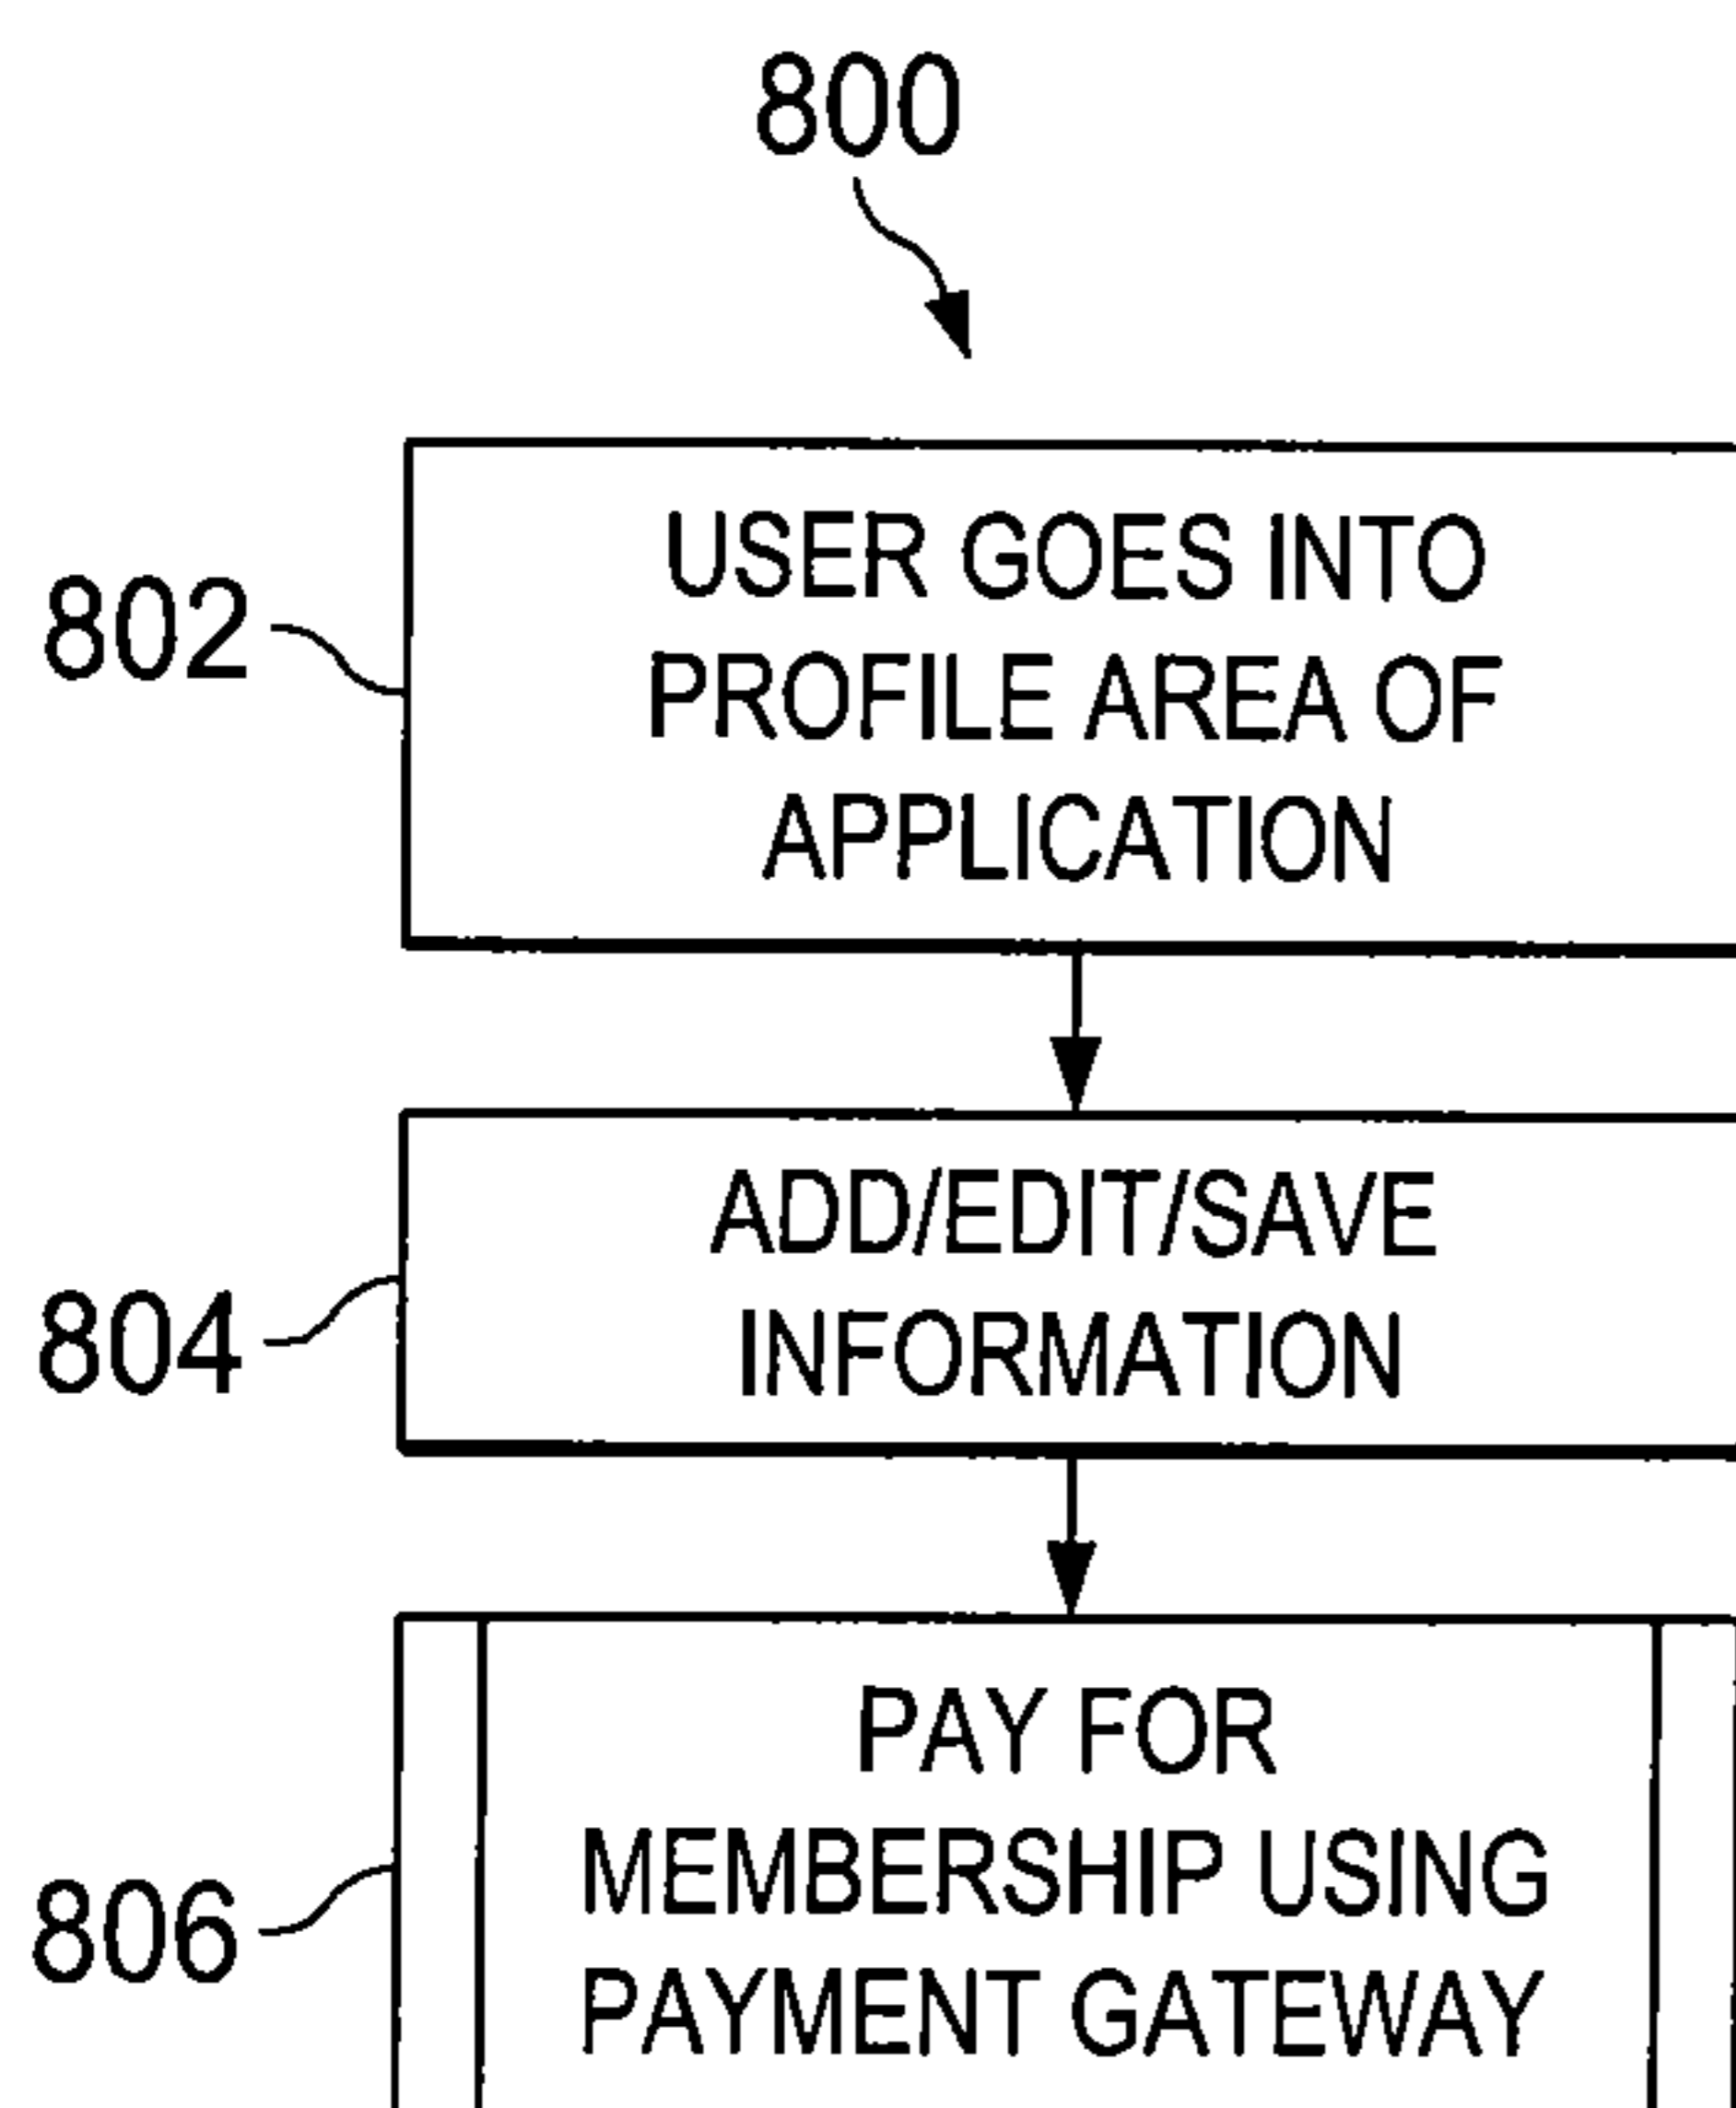 800
802
USER GOES INTO
PROFILE AREA OF
APPLICATION
804
ADD/EDIT/SAVE
INFORMATION
806
PAY FOR
MEMBERSHIP USING
PAYMENT GATEWAY